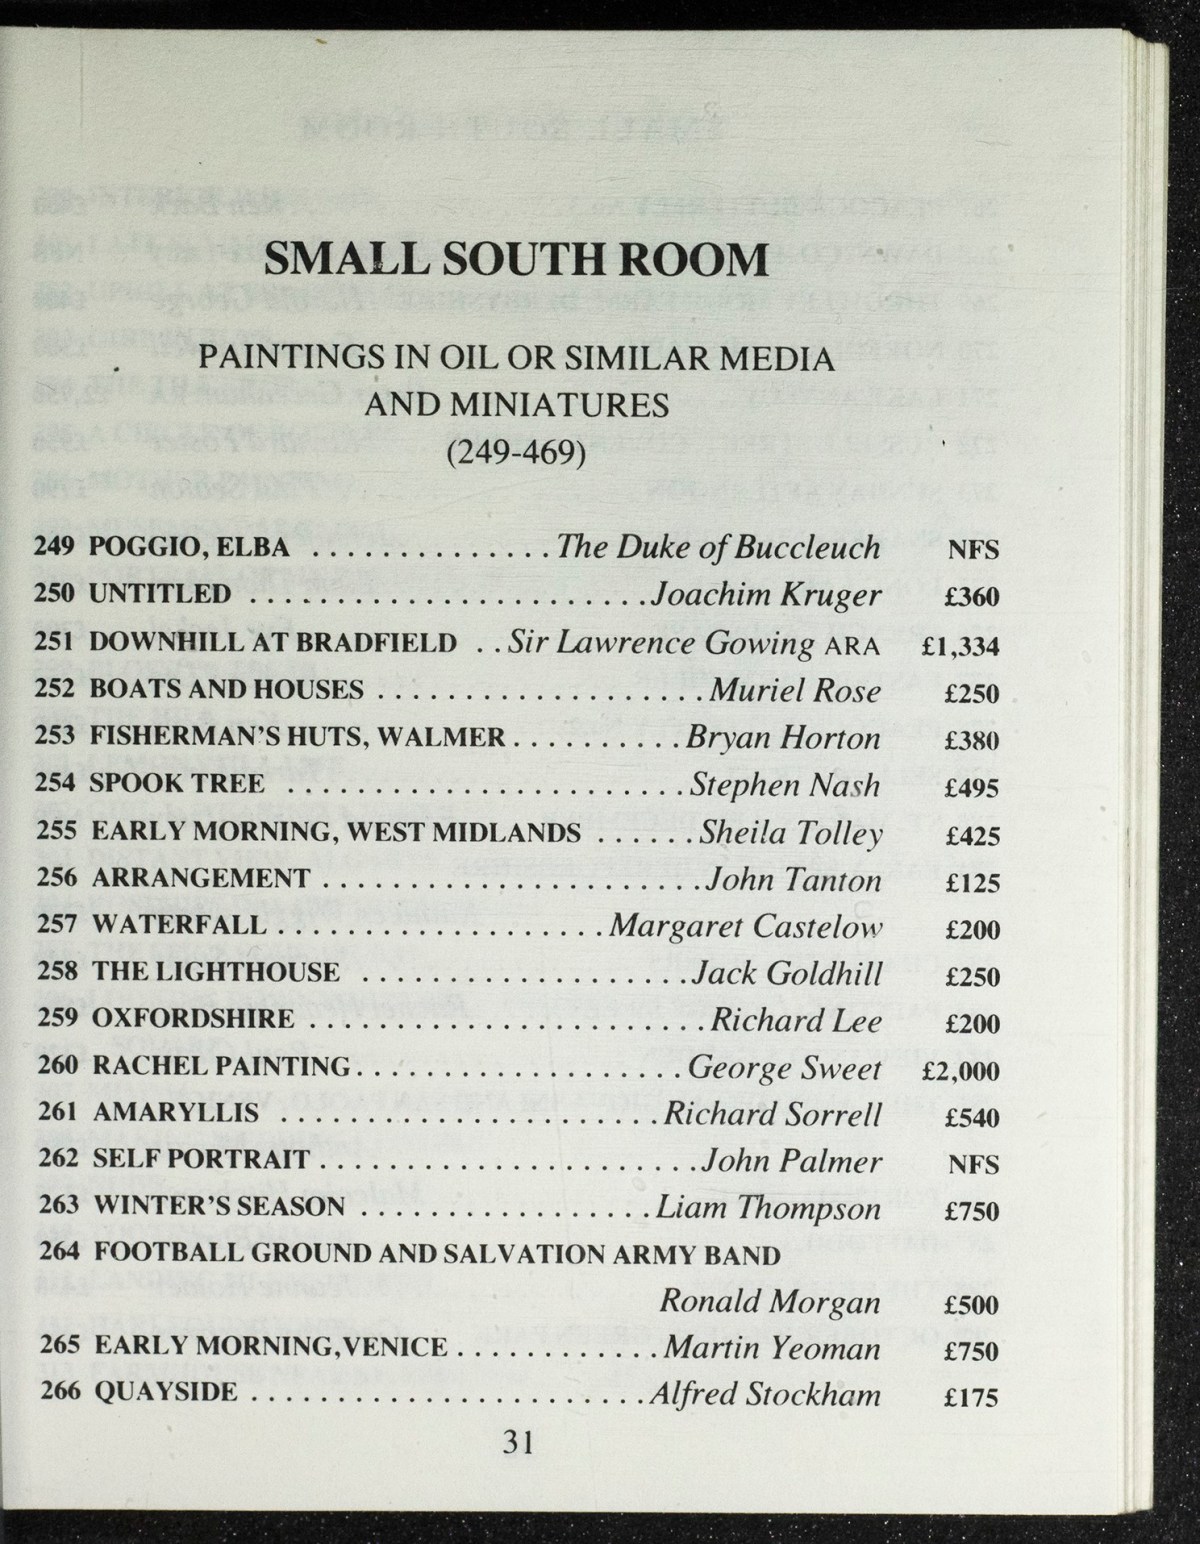 SMALL SOUTH ROOM
PAINTINGS IN OIL OR SIMILAR MEDIA
AND MINIATURES
(249-469)
249 POGGIO, ELBA .............. The Duke of Buccleuch NFS
250 UNTITLED ........................ Joachim Kruger £360
251 DOWNHILL AT BRADFIELD .. Sir Lawrence Gowing ARA £1,334
252 BOATS AND HOUSES .................... Muriel Rose £250
253 FISHERMAN'S HUTS, WALMER .......... Bryan Horton £380
254 SPOOK TREE ........................ Stephen Nash £495
255 EARLY MORNING, WEST MIDLANDS ...... Sheila Tolley £425
256 ARRANGEMENT ....................... John Tanton £125
257 WATERFALL .................... Margaret Castelow £200
258 THE LIGHTHOUSE .................... Jack Goldhill £250
259 OXFORDSHIRE ........................ Richard Lee £200
260 RACHEL PAINTING .................... George Sweet £2,000
261 AMARYLLIS ....................... Richard Sorrell £540
262 SELF PORTRAIT ....................... John Palmer NFS
263 WINTER'S SEASON .................. Liam Thompson £750
264 FOOTBALL GROUND AND SALVATION ARMY BAND
Ronald Morgan £500
265 EARLY MORNING, VENICE ............ Martin Yeoman £750
266 QUAYSIDE ........................ Alfred Stockham £175
31